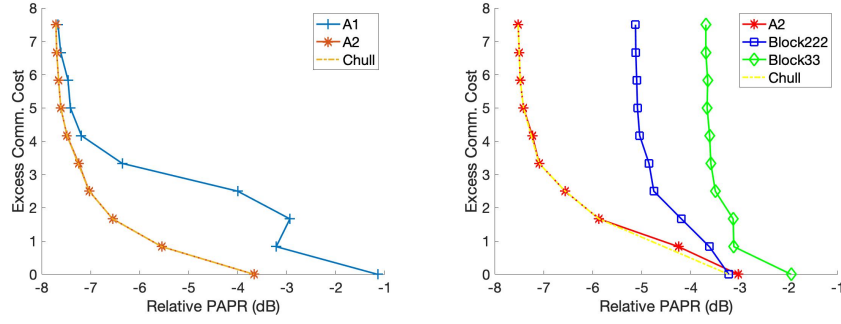 8
7
6
5
4
3
2
1
0
Excess Comm. Cost
-8 -7 -6 -5 -4 -3 -2 -1
Relative PAPR (dB)
A1
A2
Chull
8
7
6
5
4
3
2
1
0
Excess Comm. Cost
-8 -7 -6 -5 -4 -3 -2 -1 0
Relative PAPR (dB)
A2
Block222
Block33
Chull